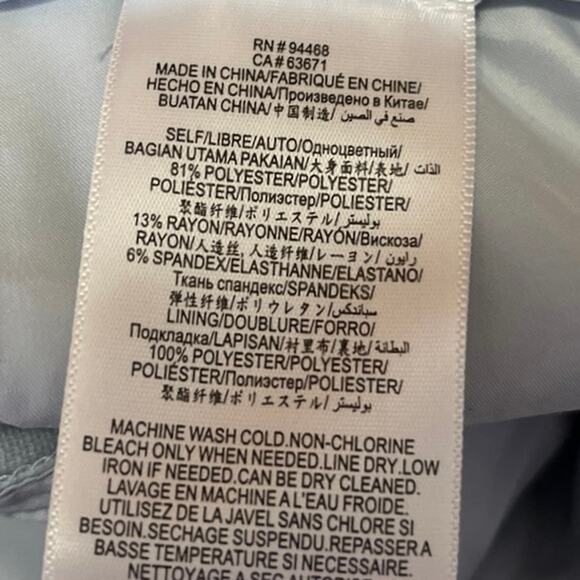 RN# 94468
CA# 63671
MADE IN CHINA/FABRIQUÉ EN CHINE/
HECHO EN CHINA/Произведено в Китае/
BUATAN CHINA/中国制造/ صنع في الصين
SELF/LIBRE/AUTO/Одноцветный/
BAGIAN UTAMA PAKAIAN/大身面料/表地/ الذات
81% POLYESTER/POLYESTER/
POLIÉSTER/Полиэстер/POLIESTER/
聚酯纤维/ポリエステル/ بوليستر
13% RAYON/RAYONNE/RAYÓN/Вискоза/
RAYON/人造丝, 人造纤维/レーヨン/ رايون
6% SPANDEX/ELASTHANNE/ELASTANO/
Ткань спандекс/SPANDEKS/
弹性纤维/ポリウレタン/ سباندكس
LINING/DOUBLURE/FORRO/
Подкладка/LAPISAN/衬里布/裏地/ البطانة
100% POLYESTER/POLYESTER/
POLIÉSTER/Полиэстер/POLIESTER/
聚酯纤维/ポリエステル/ بوليستر
MACHINE WASH COLD.NON-CHLORINE
BLEACH ONLY WHEN NEEDED.LINE DRY.LOW
IRON IF NEEDED.CAN BE DRY CLEANED.
LAVAGE EN MACHINE A L'EAU FROIDE.
UTILISEZ DE LA JAVEL SANS CHLORE SI
BESOIN.SECHAGE SUSPENDU.REPASSER A
BASSE TEMPERATURE SI NECESSAIRE.
NETTOYAGE A SEC